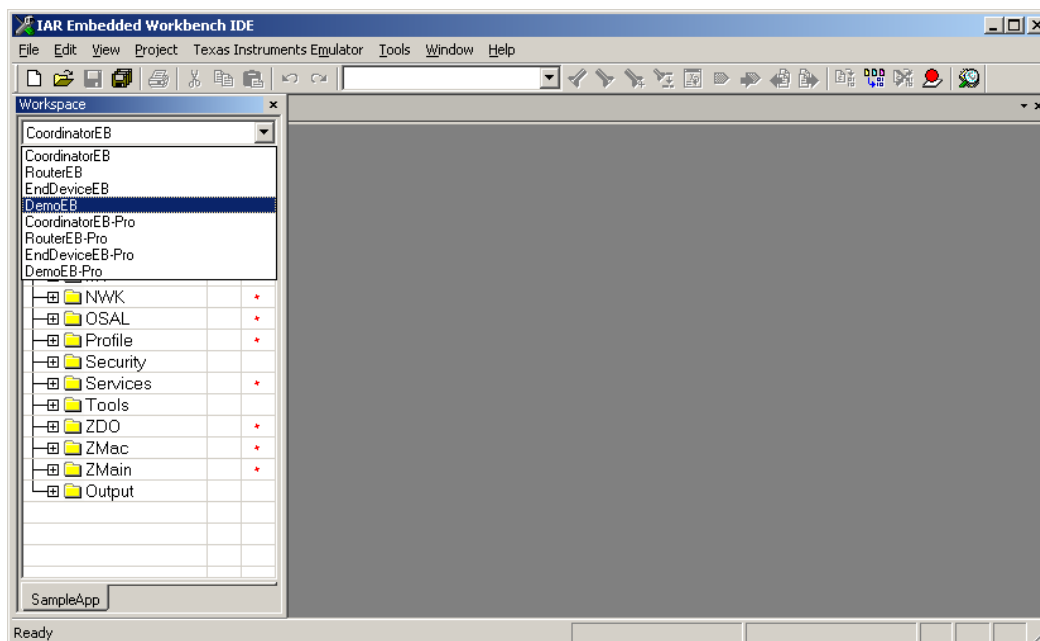 IAR Embedded Workbench IDE
File Edit View Project Texas Instruments Emulator Tools Window Help
Workspace
CoordinatorEB
CoordinatorEB
RouterEB
EndDeviceEB
DemoEB
CoordinatorEB-Pro
RouterEB-Pro
EndDeviceEB-Pro
DemoEB-Pro
NWK
OSAL
Profile
Security
Services
Tools
ZDO
ZMac
ZMain
Output
SampleApp
Ready